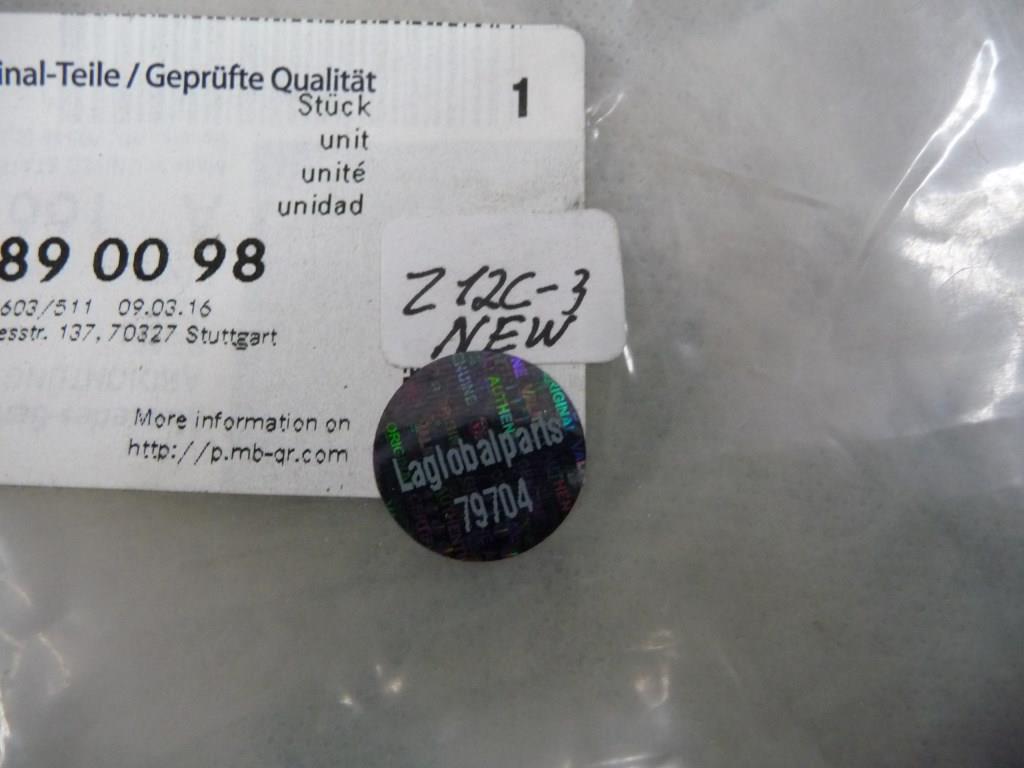 inal-Teile / Geprüfte Qualität
Stück 1
unit
unité
unidad
89 00 98
603/511 09.03.16
esstr. 137, 70327 Stuttgart
More information on
http://p.mb-qr.com
Z12C-3
NEW
Laglobalparts
79704